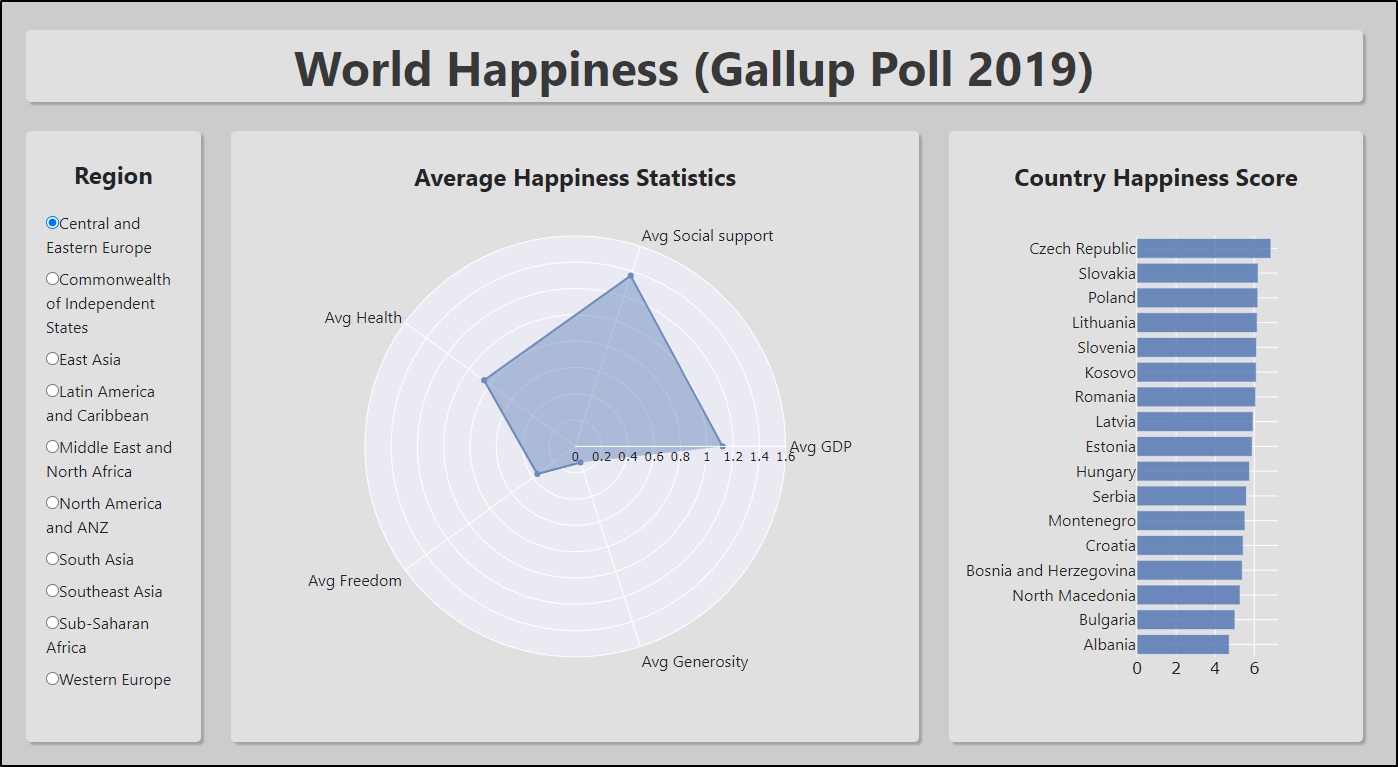 World Happiness (Gallup Poll 2019)
Region
Central and
Eastern Europe
Commonwealth
of Independent
States
East Asia
Latin America
and Caribbean
Middle East and
North Africa
North America
and ANZ
South Asia
Southeast Asia
Sub-Saharan
Africa
Western Europe
Average Happiness Statistics
Avg Social support
Avg Health
Avg GDP
0 0.2 0.4 0.6 0.8 1 1.2 1.4 1.6
Avg Freedom
Avg Generosity
Country Happiness Score
Czech Republic
Slovakia
Poland
Lithuania
Slovenia
Kosovo
Romania
Latvia
Estonia
Hungary
Serbia
Montenegro
Croatia
Bosnia and Herzegovina
North Macedonia
Bulgaria
Albania
0 2 4 6